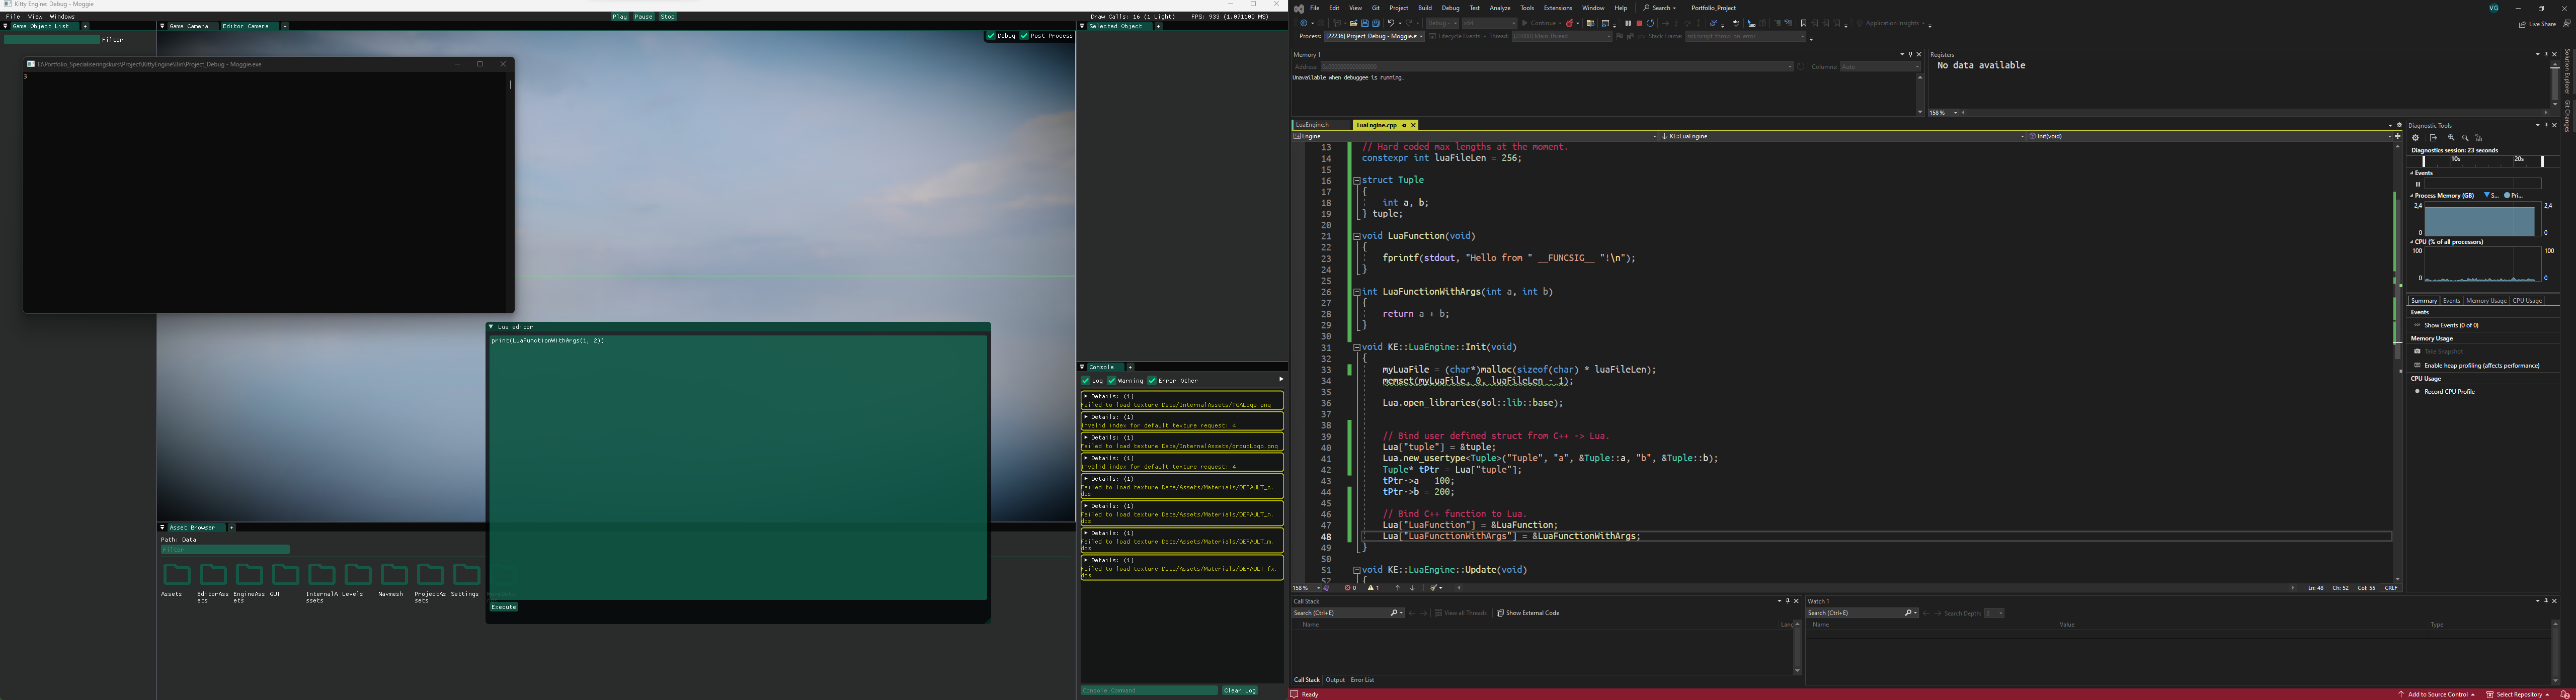 Kitty Engine: Debug - Moggie
File View Windows
Play Pause Stop
Draw Calls: 16 (1 Light) FPS: 933 (1.071180 MS)
Game Object List
Filter
Game Camera Editor Camera
Debug Post Process
Selected Object
E:\Portfolio_Specialiseringskurs\Project\KittyEngine\Bin\Project_Debug - Moggie.exe
3
Lua editor
print(LuaFunctionWithArgs(1, 2))
Execute
Console
Log Warning Error Other
Details: (1)
Failed to load texture Data/InternalAssets/TGALogo.png
Details: (1)
Invalid index for default texture request: 4
Details: (1)
Failed to load texture Data/InternalAssets/groupLogo.png
Details: (1)
Invalid index for default texture request: 4
Details: (1)
Failed to load texture Data/Assets/Materials/DEFAULT_c.
dds
Details: (1)
Failed to load texture Data/Assets/Materials/DEFAULT_n.
dds
Details: (1)
Failed to load texture Data/Assets/Materials/DEFAULT_m.
dds
Details: (1)
Failed to load texture Data/Assets/Materials/DEFAULT_fx.
dds
Console Command
Clear Log
Asset Browser
Path: Data
Filter
Assets
EditorAss
ets
EngineAss
ets
GUI
InternalA
ssets
Levels
Navmesh
ProjectAs
sets
Settings
File Edit View Git Project Build Debug Test Analyze Tools Extensions Window Help Search Portfolio_Project
VG
Debug x64 Continue Application Insights
Live Share
Process: [22236] Project_Debug - Moggie.e Lifecycle Events Thread: Main Thread Stack Frame:
Memory 1
Address: Columns: Auto
Unavailable when debuggee is running.
Registers
No data available
158 %
Solution Explorer
Git Changes
LuaEngine.h LuaEngine.cpp
Engine KE::LuaEngine Init(void)
13 // Hard coded max lengths at the moment.
14 constexpr int luaFileLen = 256;
15
16 struct Tuple
17 {
18 int a, b;
19 } tuple;
20
21 void LuaFunction(void)
22 {
23 fprintf(stdout, "Hello from " __FUNCSIG__ "!\n");
24 }
25
26 int LuaFunctionWithArgs(int a, int b)
27 {
28 return a + b;
29 }
30
31 void KE::LuaEngine::Init(void)
32 {
33 myLuaFile = (char*)malloc(sizeof(char) * luaFileLen);
34 memset(myLuaFile, 0, luaFileLen - 1);
35
36 Lua.open_libraries(sol::lib::base);
37
38
39 // Bind user defined struct from C++ -> Lua.
40 Lua["tuple"] = &tuple;
41 Lua.new_usertype<Tuple>("Tuple", "a", &Tuple::a, "b", &Tuple::b);
42 Tuple* tPtr = Lua["tuple"];
43 tPtr->a = 100;
44 tPtr->b = 200;
45
46 // Bind C++ function to Lua.
47 Lua["LuaFunction"] = &LuaFunction;
48 Lua["LuaFunctionWithArgs"] = &LuaFunctionWithArgs;
49 }
50
51 void KE::LuaEngine::Update(void)
52 {
158 % 0 1 Ln: 48 Ch: 52 Col: 55 CRLF
Diagnostic Tools
Diagnostics session: 23 seconds
10s 20s
Events
Process Memory (GB) S... Pri...
2,4 2,4
0 0
CPU (% of all processors)
100 100
0 0
Summary Events Memory Usage CPU Usage
Events
Show Events (0 of 0)
Memory Usage
Take Snapshot
Enable heap profiling (affects performance)
CPU Usage
Record CPU Profile
Call Stack
Search (Ctrl+E) View all Threads Show External Code
Name Lang
Call Stack Output Error List
Watch 1
Search (Ctrl+E) Search Depth:
Name Value Type
Ready
Add to Source Control Select Repository